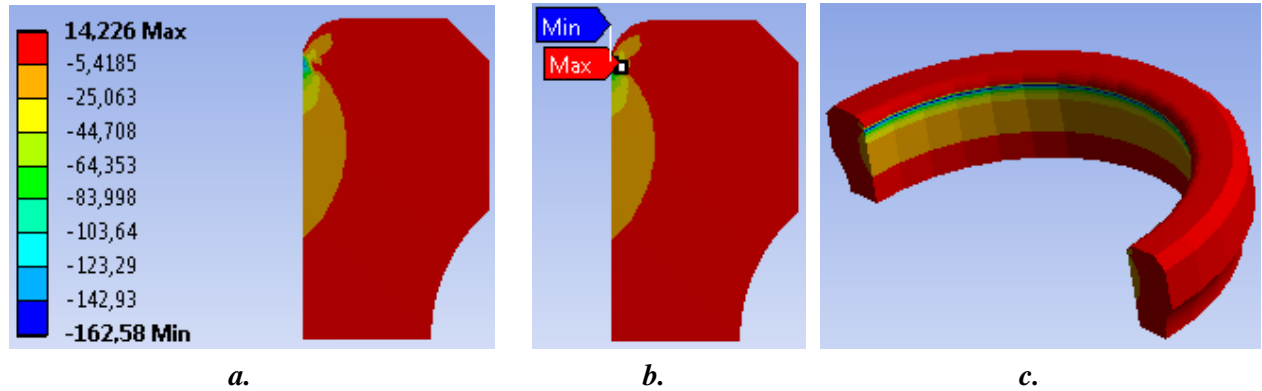 14,226 Max
-5,4185
-25,063
-44,708
-64,353
-83,998
-103,64
-123,29
-142,93
-162,58 Min
Min
Max
a.
b.
c.